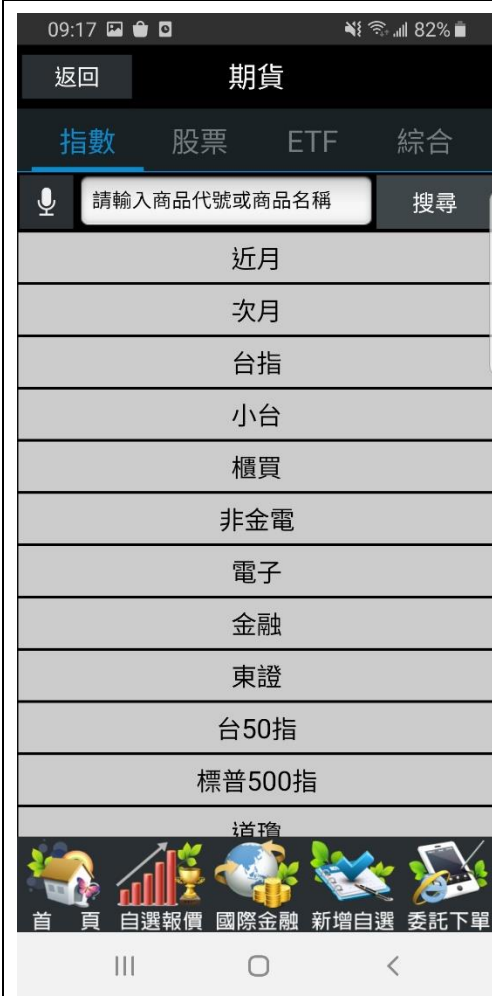 09:17 82%
返回 期貨
指數 股票 ETF 綜合
請輸入商品代號或商品名稱 搜尋
近月
次月
台指
小台
櫃買
非金電
電子
金融
東證
台50指
標普500指
道瓊
首 頁 自選報價 國際金融 新增自選 委託下單